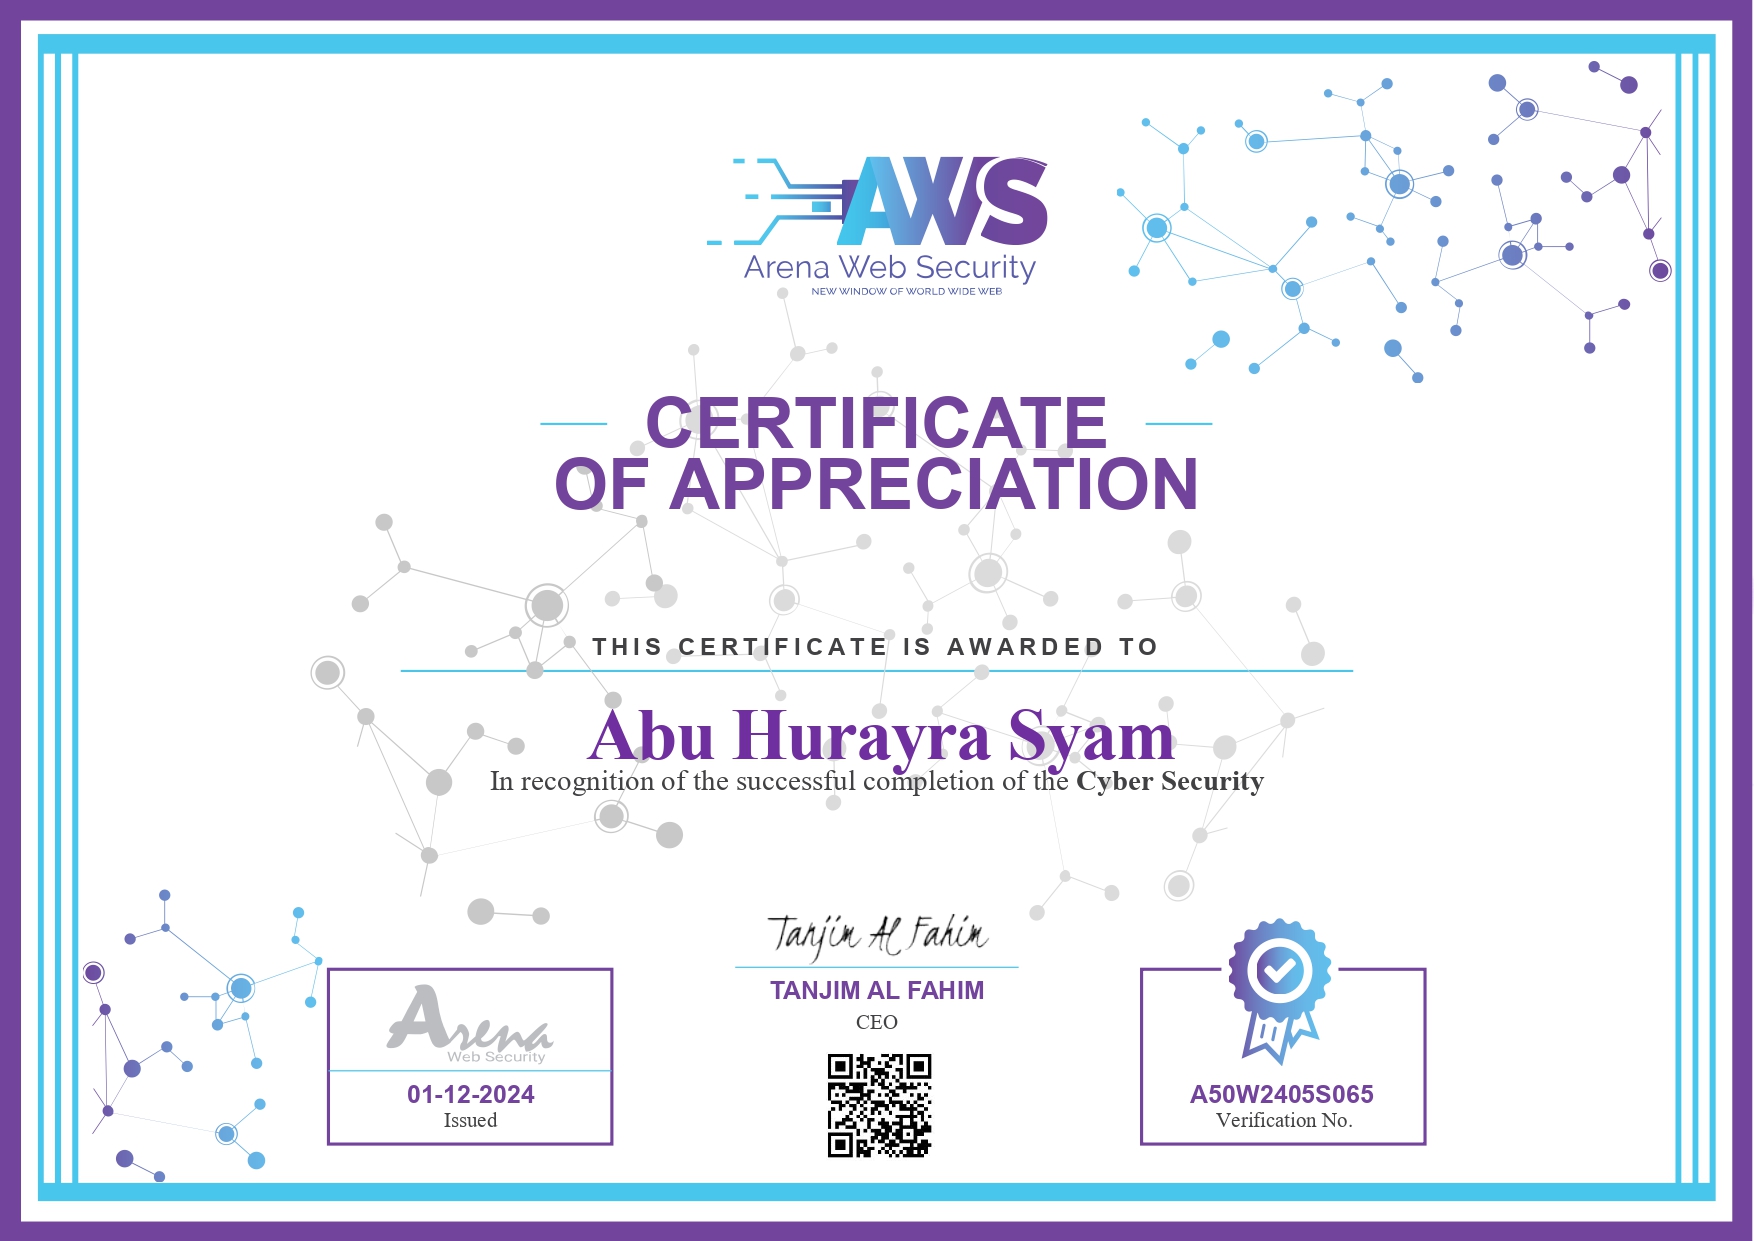 AWS
Arena Web Security
NEW WINDOW OF WORLD WIDE WEB
CERTIFICATE
OF APPRECIATION
THIS CERTIFICATE IS AWARDED TO
Abu Hurayra Syam
In recognition of the successful completion of the Cyber Security
Tanjim Al Fahim
TANJIM AL FAHIM
CEO
Arena
Web Security
01-12-2024
Issued
A50W2405S065
Verification No.